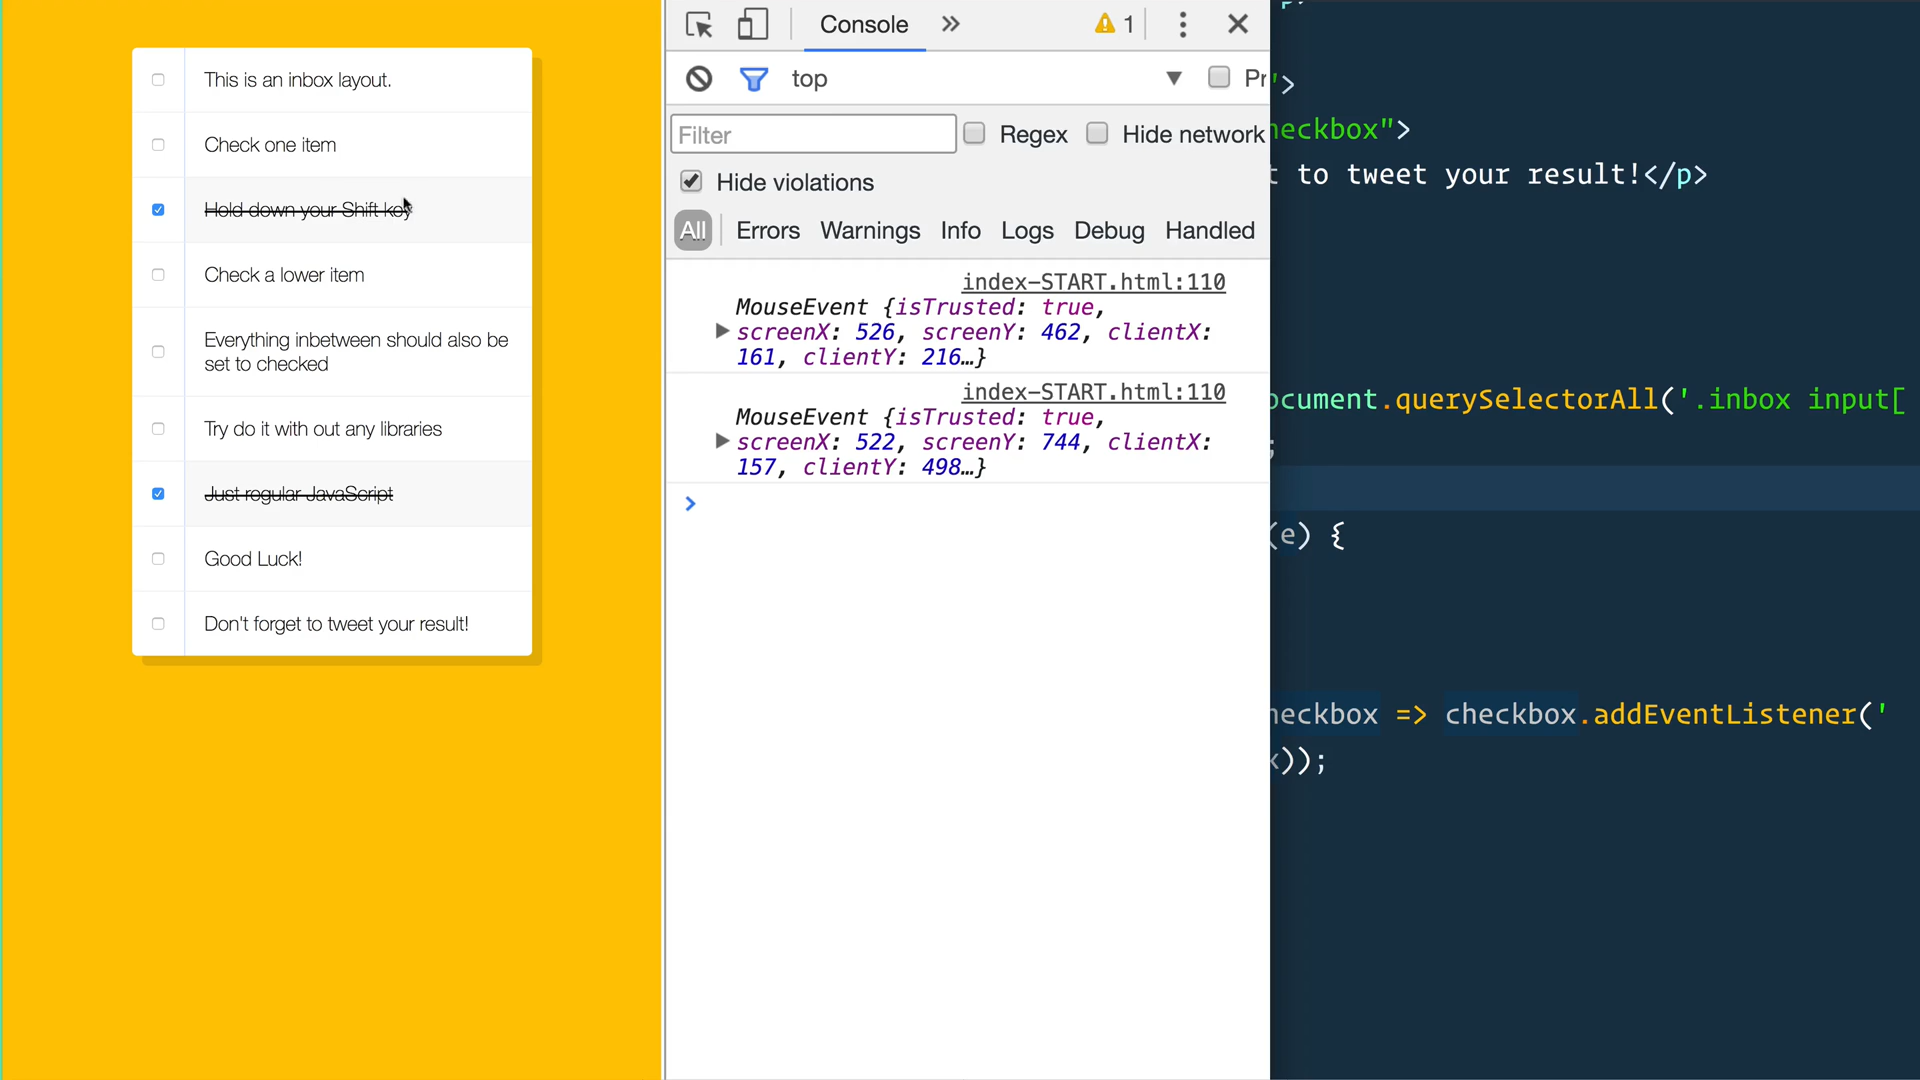 This is an inbox layout.
Check one item
Hold down your Shift key
Check a lower item
Everything inbetween should also be
set to checked
Try do it with out any libraries
Just regular JavaScript
Good Luck!
Don't forget to tweet your result!
Console
1
top
Pr
Filter
Regex
Hide network
Hide violations
All
Errors
Warnings
Info
Logs
Debug
Handled
index-START.html:110
MouseEvent {isTrusted: true,
screenX: 526, screenY: 462, clientX:
161, clientY: 216…}
index-START.html:110
MouseEvent {isTrusted: true,
screenX: 522, screenY: 744, clientX:
157, clientY: 498…}
'>
heckbox">
t to tweet your result!</p>
ocument.querySelectorAll('.inbox input[
;
(e) {
heckbox => checkbox.addEventListener('
x));